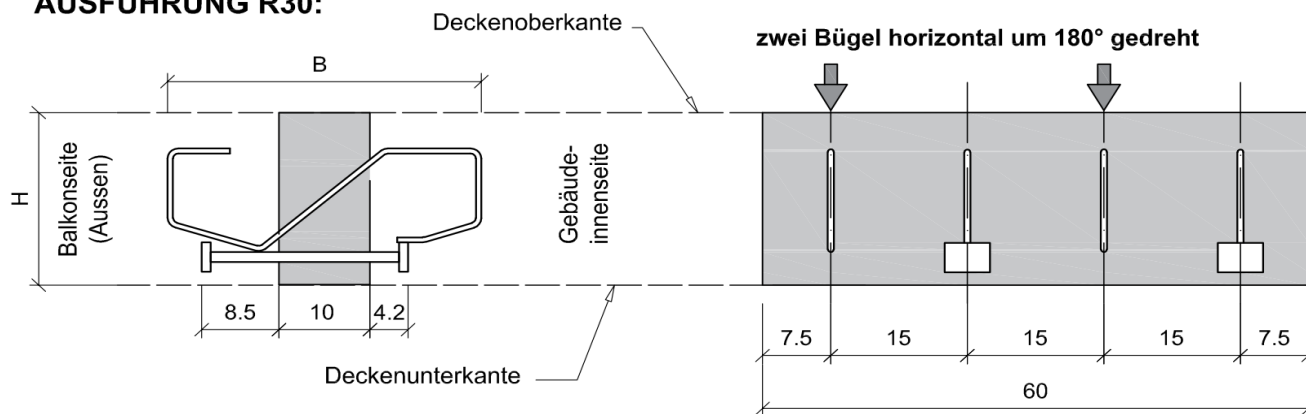 AUSFÜHRUNG R30:
Deckenoberkante
zwei Bügel horizontal um 180° gedreht
B
H
Balkonseite
(Aussen)
Gebäude-
innenseite
8.5
10
4.2
7.5
15
15
15
7.5
Deckenunterkante
60